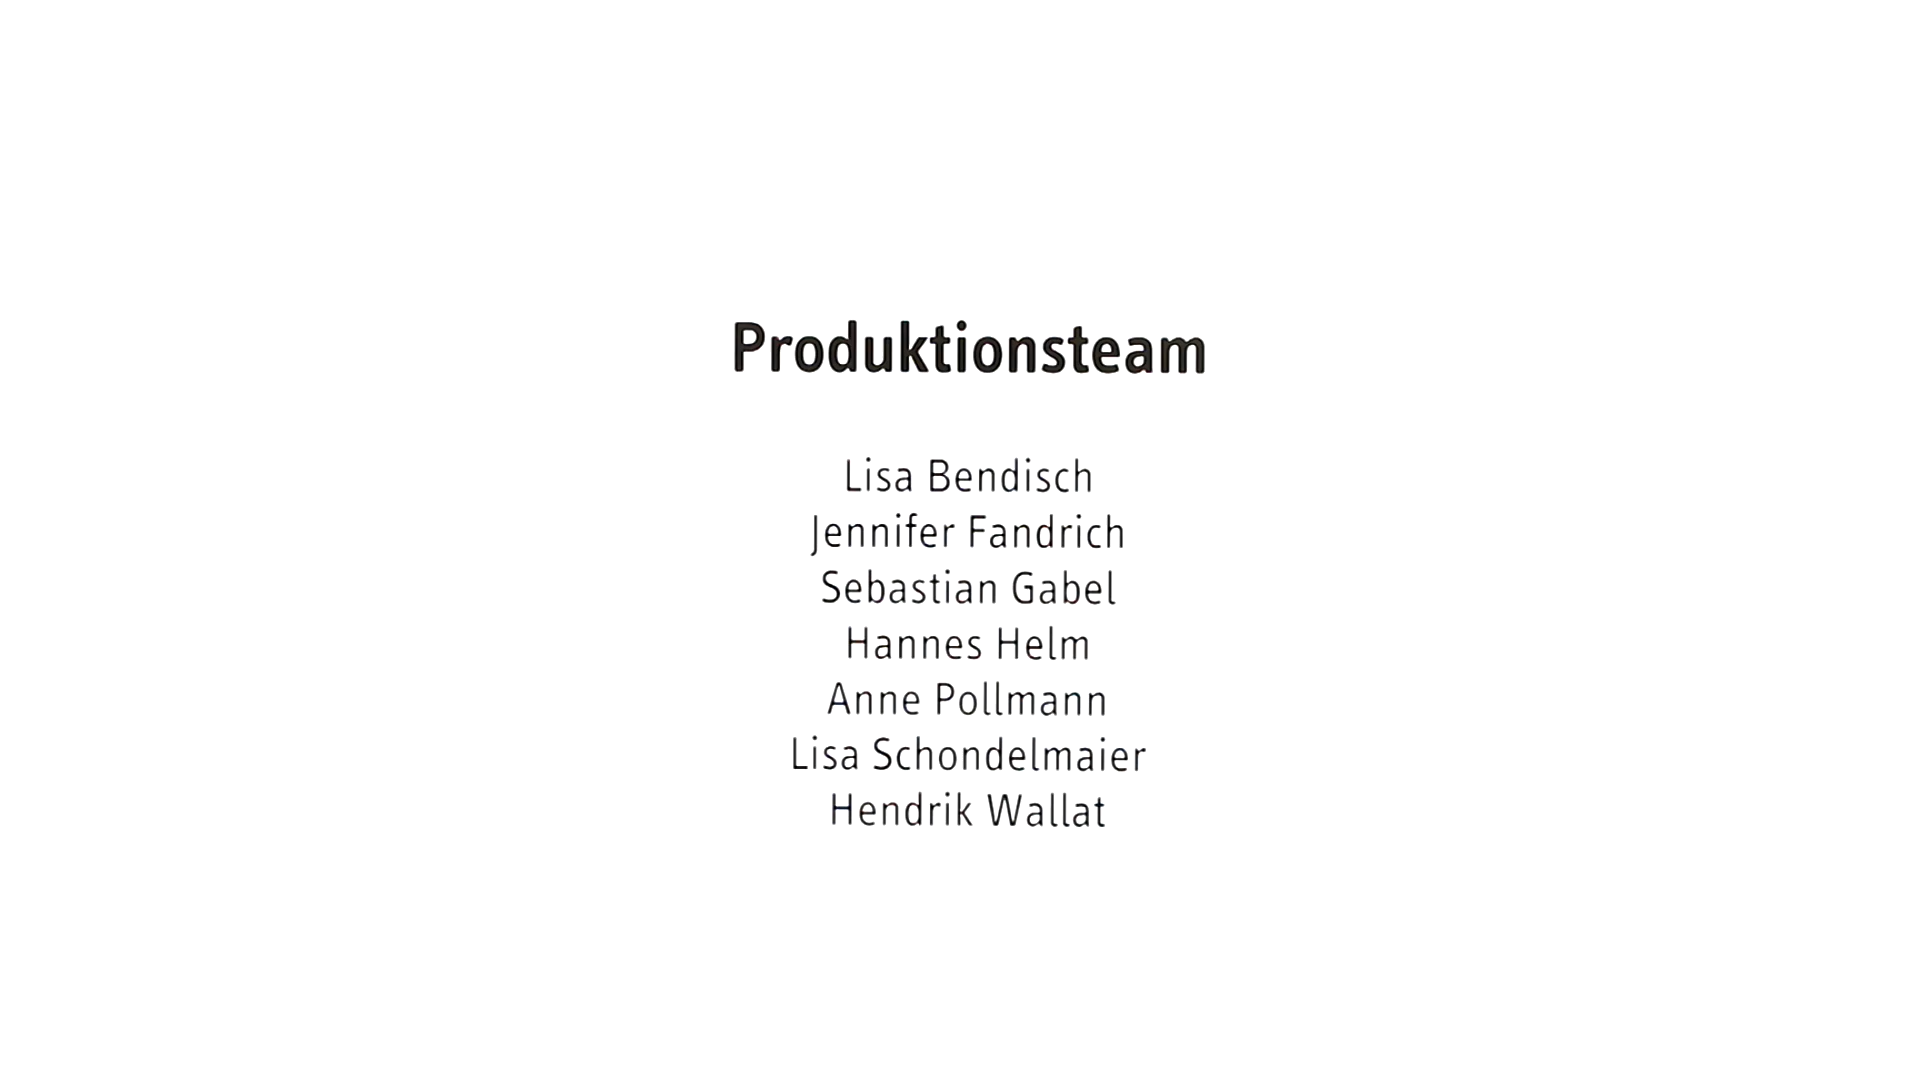 Produktionsteam
Lisa Bendisch
Jennifer Fandrich
Sebastian Gabel
Hannes Helm
Anne Pollmann
Lisa Schondelmaier
Hendrik Wallat